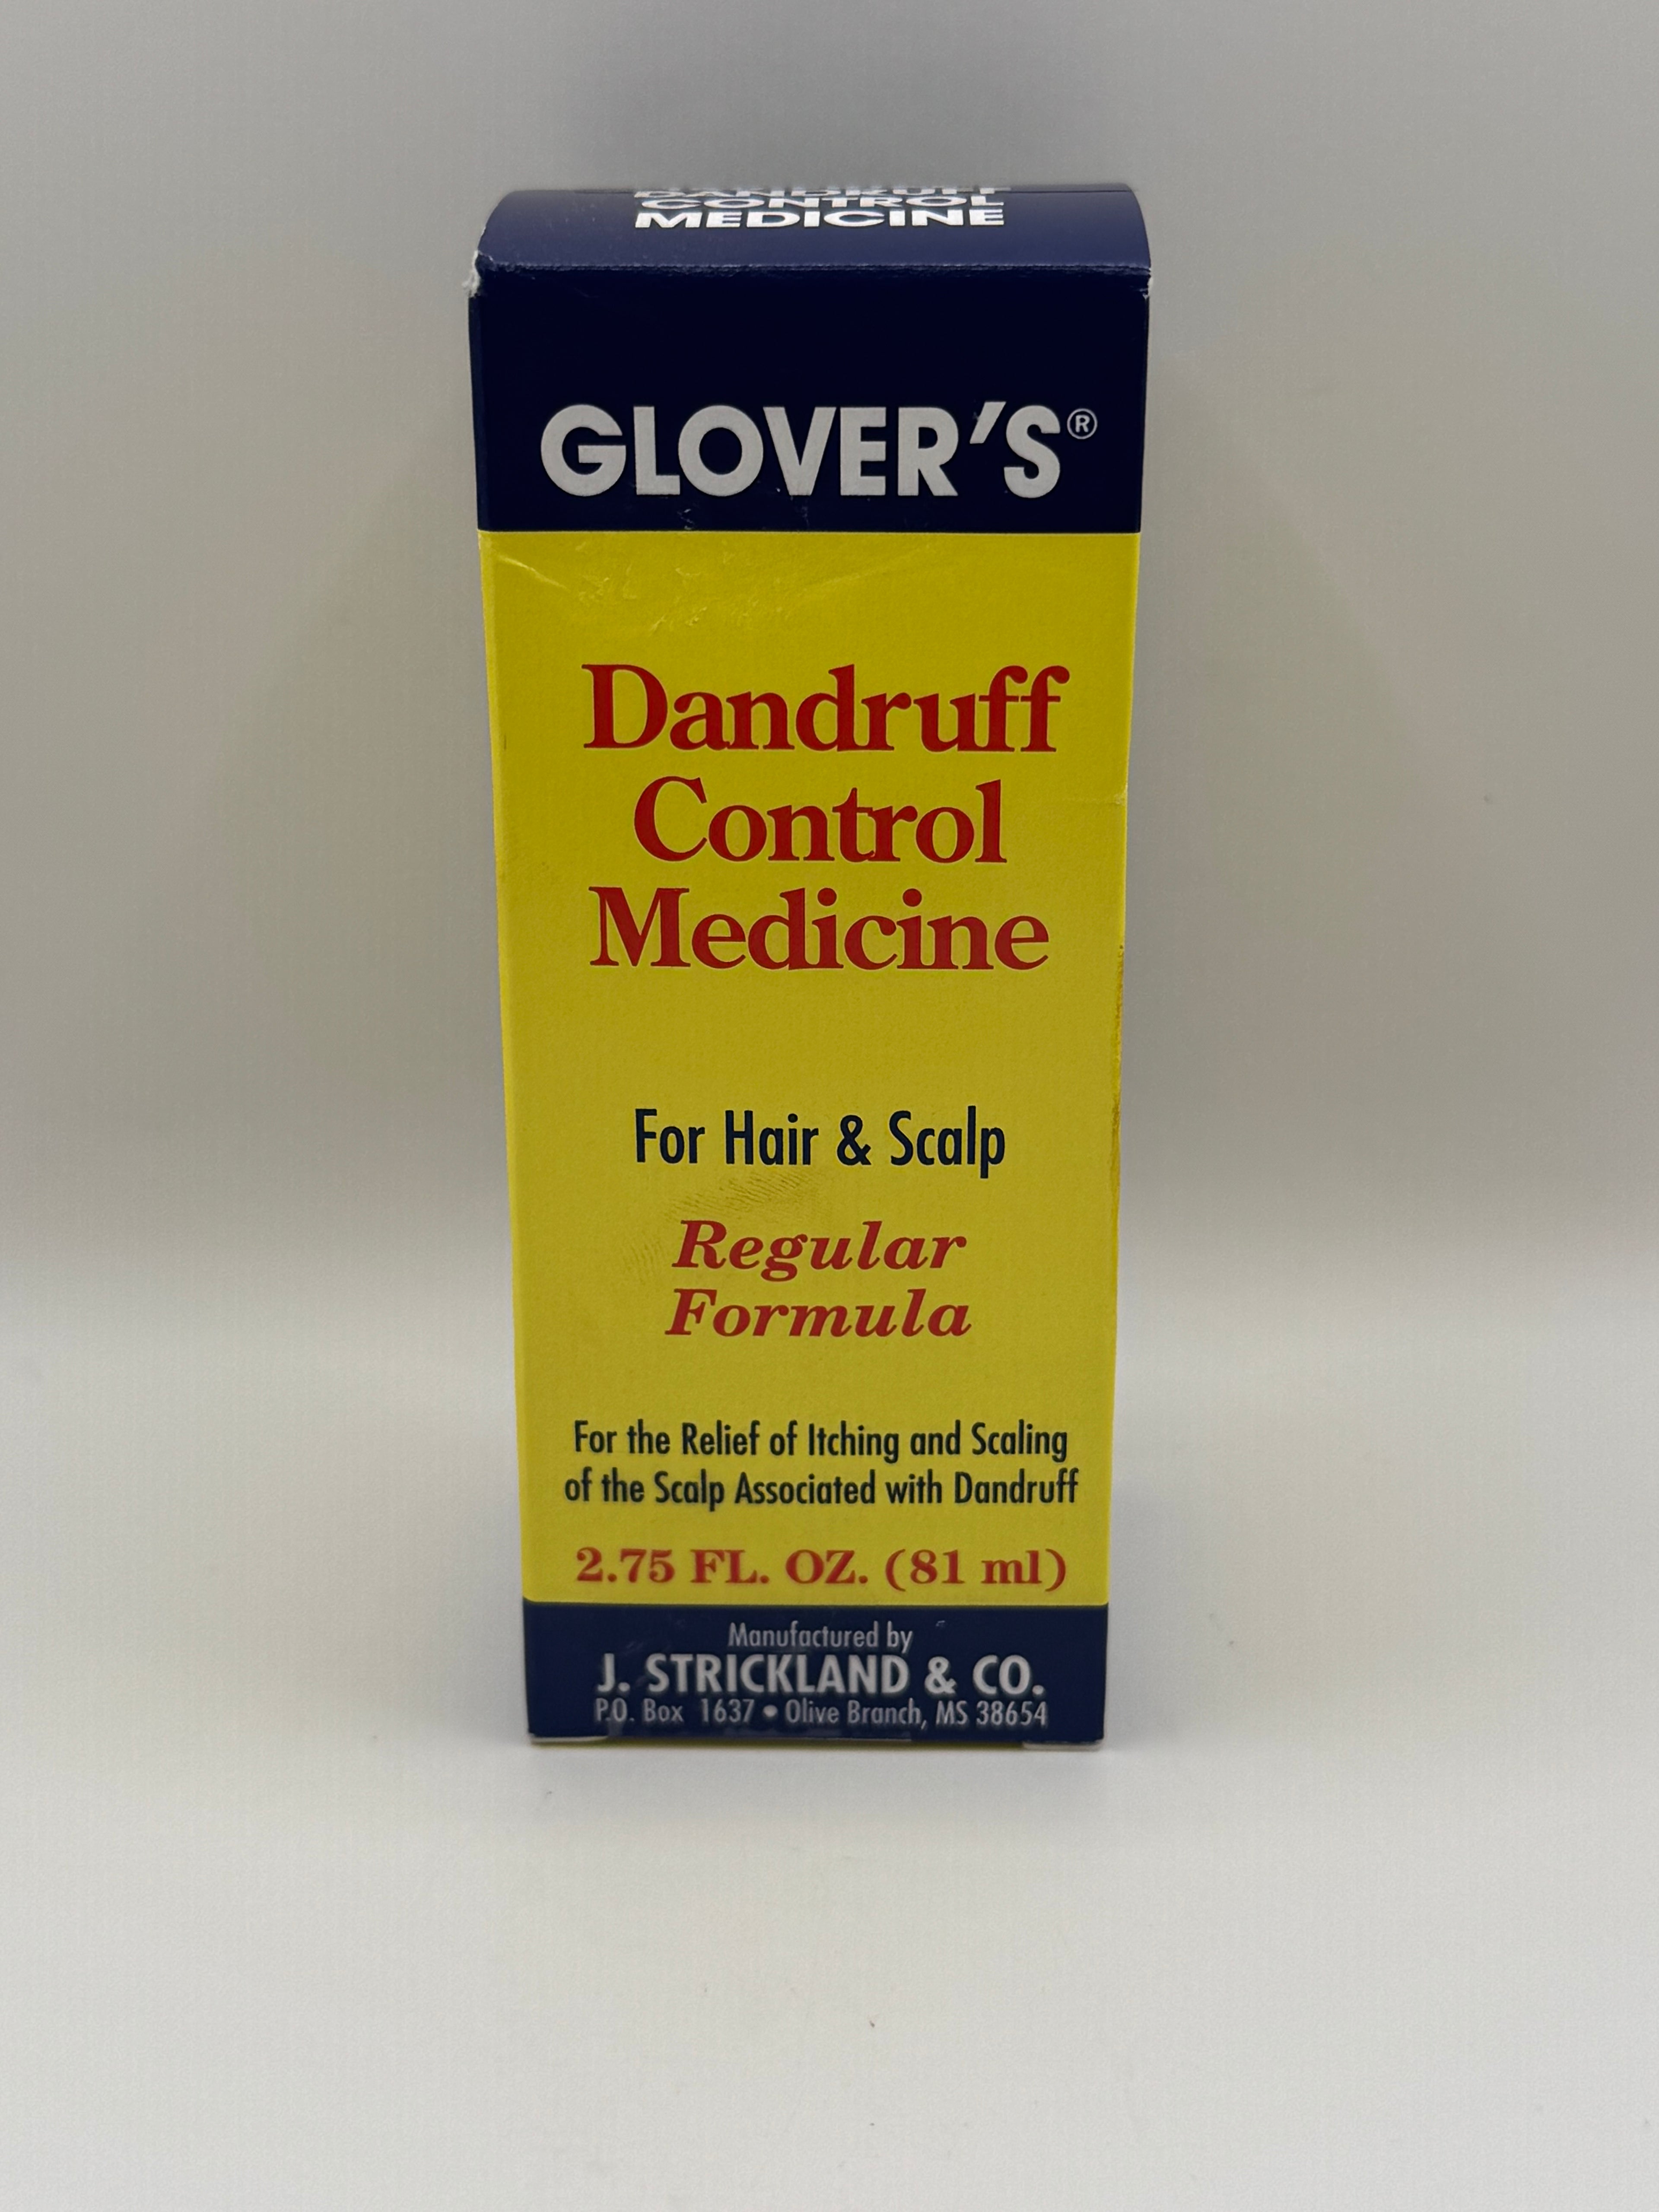 DANDRUFF
CONTROL
MEDICINE
GLOVER'S®
Dandruff
Control
Medicine
For Hair & Scalp
Regular
Formula
For the Relief of Itching and Scaling
of the Scalp Associated with Dandruff
2.75 FL. OZ. (81 ml)
Manufactured by
J. STRICKLAND & CO.
P.O. Box 1637 • Olive Branch, MS 38654